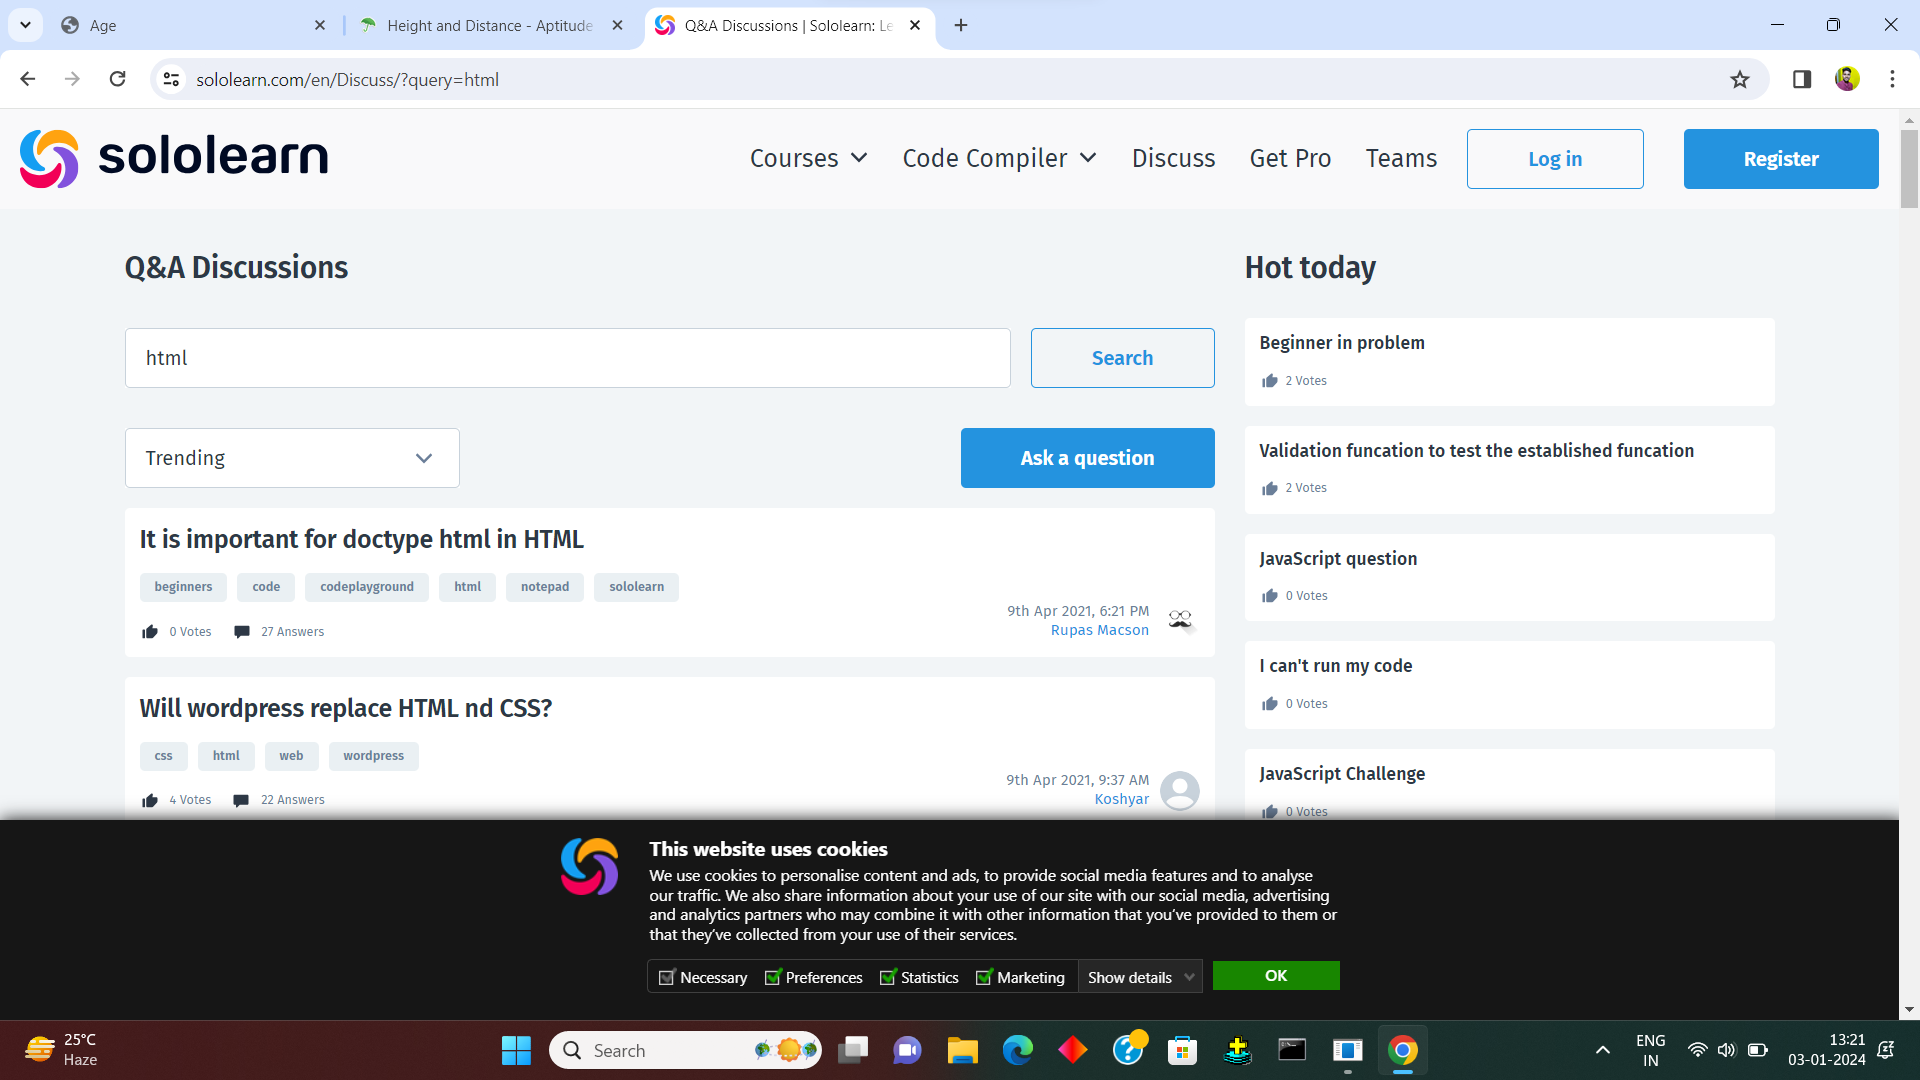 Age
Height and Distance - Aptitude
Q&A Discussions | Sololearn: Le
sololearn.com/en/Discuss/?query=html
sololearn
Courses
Code Compiler
Discuss
Get Pro
Teams
Log in
Register
Q&A Discussions
html
Search
Trending
Ask a question
It is important for doctype html in HTML
beginners code codeplayground html notepad sololearn
0 Votes 27 Answers
9th Apr 2021, 6:21 PM
Rupas Macson
Will wordpress replace HTML nd CSS?
css html web wordpress
4 Votes 22 Answers
9th Apr 2021, 9:37 AM
Koshyar
Hot today
Beginner in problem
2 Votes
Validation funcation to test the established funcation
2 Votes
JavaScript question
0 Votes
I can't run my code
0 Votes
JavaScript Challenge
0 Votes
This website uses cookies
We use cookies to personalise content and ads, to provide social media features and to analyse
our traffic. We also share information about your use of our site with our social media, advertising
and analytics partners who may combine it with other information that you’ve provided to them or
that they’ve collected from your use of their services.
Necessary Preferences Statistics Marketing Show details OK
25°C
Haze
Search
ENG
IN
13:21
03-01-2024